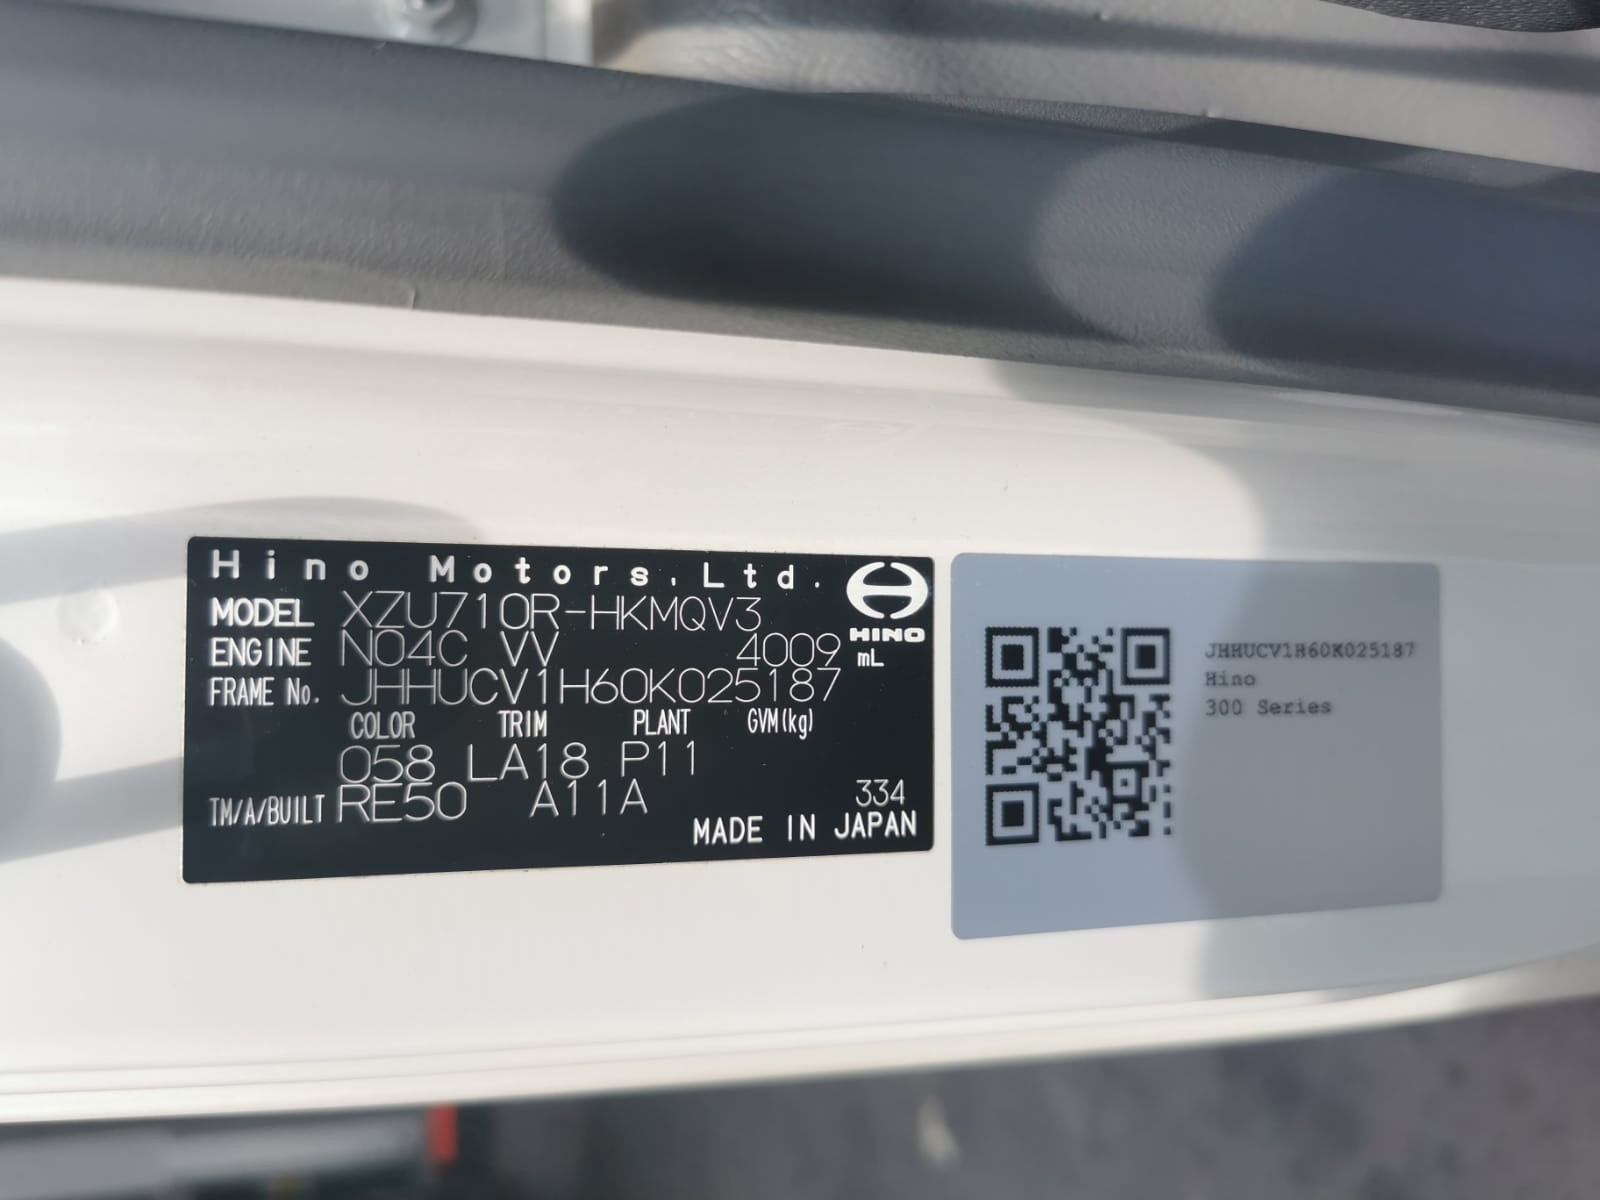 Hino Motors,Ltd.
MODEL XZU710R-HKMQV3
HINO
ENGINE N04C VV 4009 mL
FRAME No. JHHUCV1H60K025187
COLOR TRIM PLANT GVM(kg)
058 LA18 P11
TM/A/BUILT RE50 A11A 334
MADE IN JAPAN
JHHUCV1H60K025187
Hino
300 Series